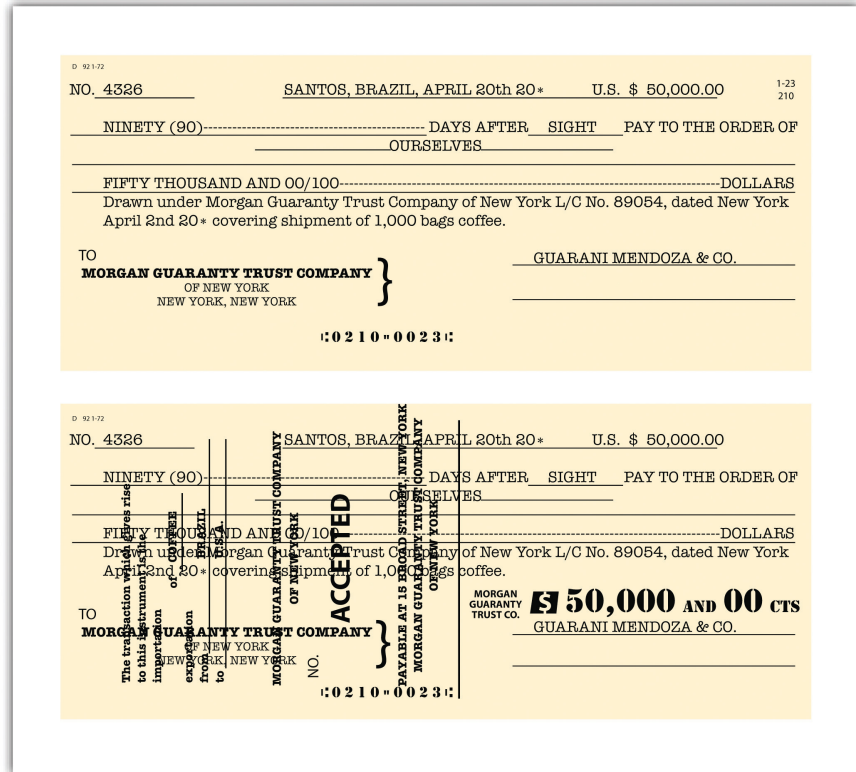 D 92 1-72
NO. 4326 SANTOS, BRAZIL, APRIL 20th 20* U.S. $ 50,000.00 1-23
210
NINETY (90)------------------------------------------- DAYS AFTER SIGHT PAY TO THE ORDER OF
OURSELVES
FIFTY THOUSAND AND 00/100-----------------------------------------------------------------------DOLLARS
Drawn under Morgan Guaranty Trust Company of New York L/C No. 89054, dated New York
April 2nd 20* covering shipment of 1,000 bags coffee.
TO
MORGAN GUARANTY TRUST COMPANY }
OF NEW YORK
NEW YORK, NEW YORK
GUARANI MENDOZA & CO.
⑆0210⑉0023⑆
D 92 1-72
NO. 4326 SANTOS, BRAZIL, APRIL 20th 20* U.S. $ 50,000.00
NINETY (90)------------------------------------------- DAYS AFTER SIGHT PAY TO THE ORDER OF
OURSELVES
FIFTY THOUSAND AND 00/100-----------------------------------------------------------------------DOLLARS
Drawn under Morgan Guaranty Trust Company of New York L/C No. 89054, dated New York
April 2nd 20* covering shipment of 1,000 bags coffee.
TO
MORGAN GUARANTY TRUST COMPANY }
OF NEW YORK
NEW YORK, NEW YORK
The transaction which gives rise
to this instrument is the
importation of COFFEE
exportation
from BRAZIL
to U.S.A.
MORGAN GUARANTY TRUST COMPANY
OF NEW YORK
NO.
ACCEPTED
PAYABLE AT 15 BROAD STREET, NEW YORK
MORGAN GUARANTY TRUST COMPANY
OF NEW YORK
MORGAN
GUARANTY
TRUST CO.
$ 50,000 AND 00 CTS
GUARANI MENDOZA & CO.
⑆0210⑉0023⑆